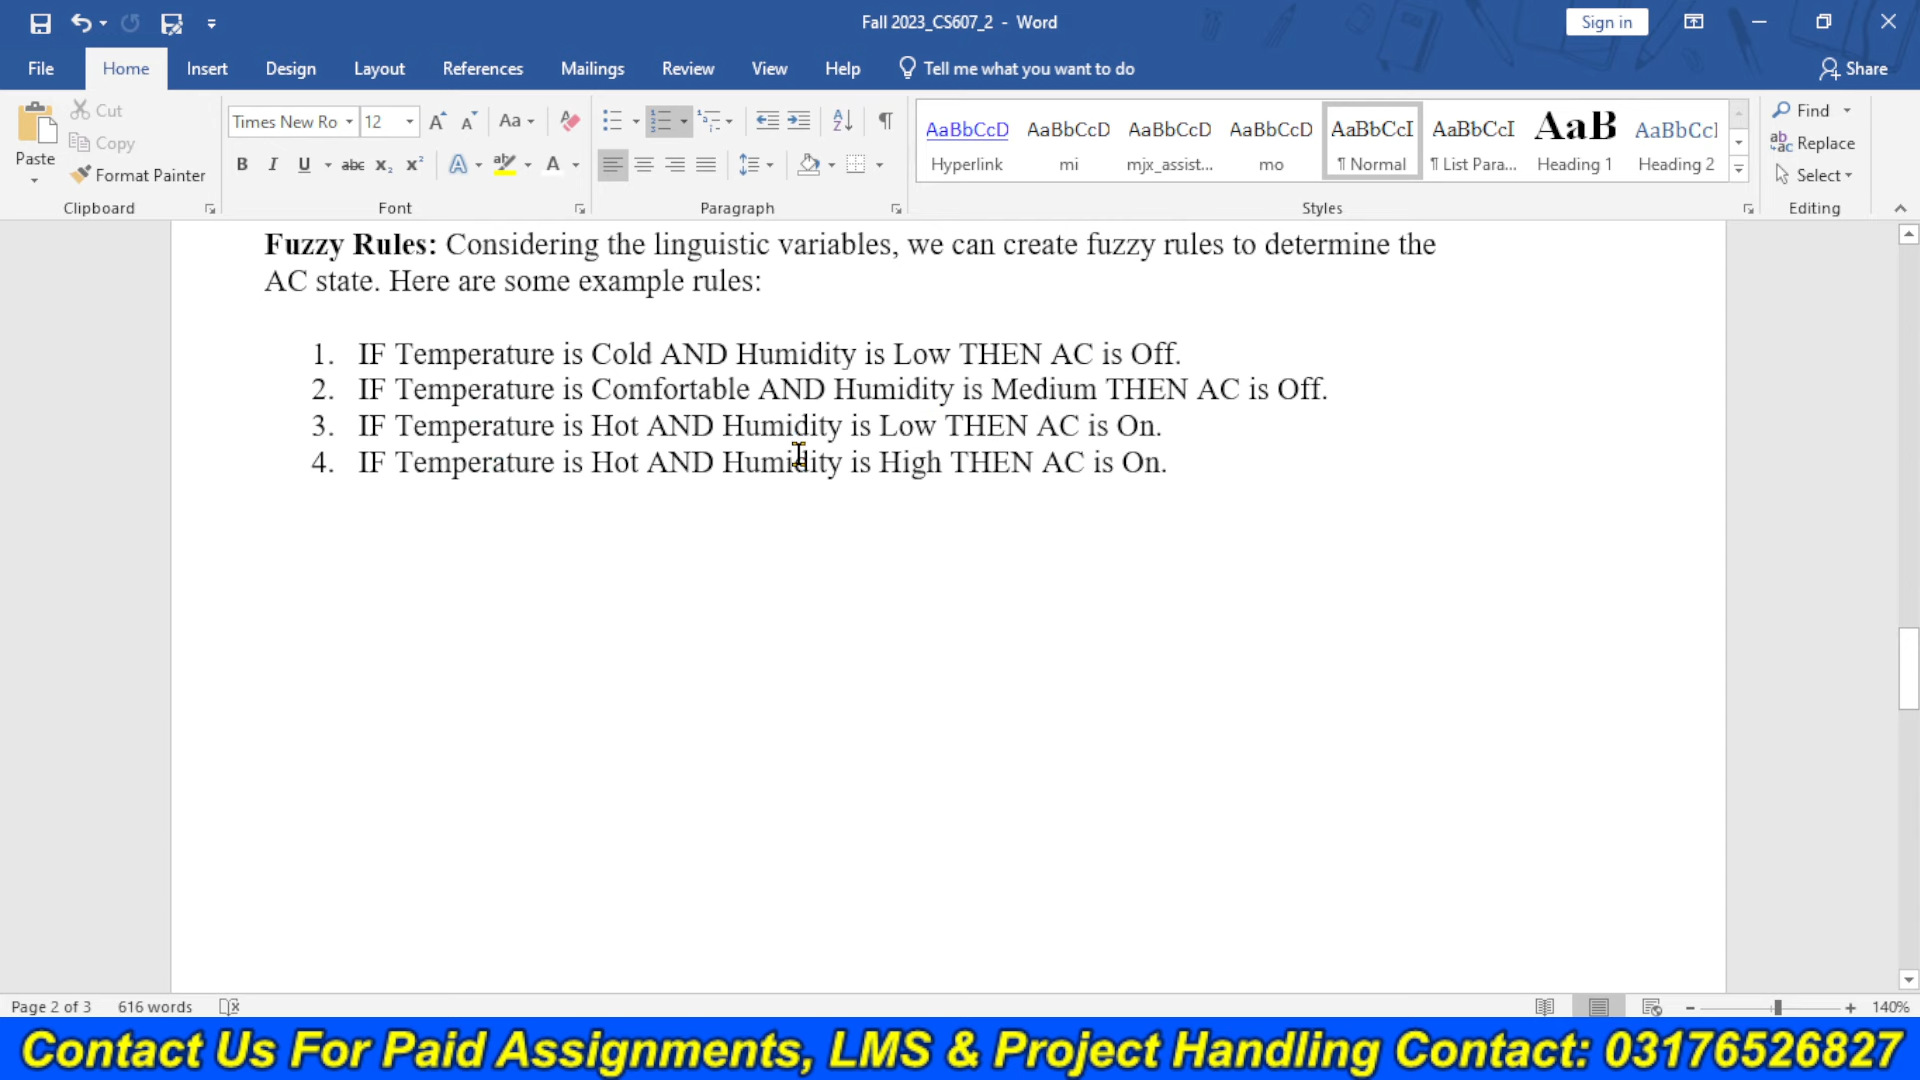 Fall 2023_CS607_2 - Word
Sign in
File Home Insert Design Layout References Mailings Review View Help Tell me what you want to do Share
Paste
Cut
Copy
Format Painter
Clipboard
Times New Ro 12
Font
Paragraph
AaBbCcD AaBbCcD AaBbCcD AaBbCcD AaBbCcI AaBbCcI AaB AaBbCcI
Hyperlink mi mjx_assist... mo ¶ Normal ¶ List Para... Heading 1 Heading 2
Styles
Find
Replace
Select
Editing
Fuzzy Rules: Considering the linguistic variables, we can create fuzzy rules to determine the
AC state. Here are some example rules:
1. IF Temperature is Cold AND Humidity is Low THEN AC is Off.
2. IF Temperature is Comfortable AND Humidity is Medium THEN AC is Off.
3. IF Temperature is Hot AND Humidity is Low THEN AC is On.
4. IF Temperature is Hot AND Humidity is High THEN AC is On.
Page 2 of 3 616 words 140%
Contact Us For Paid Assignments, LMS & Project Handling Contact: 03176526827